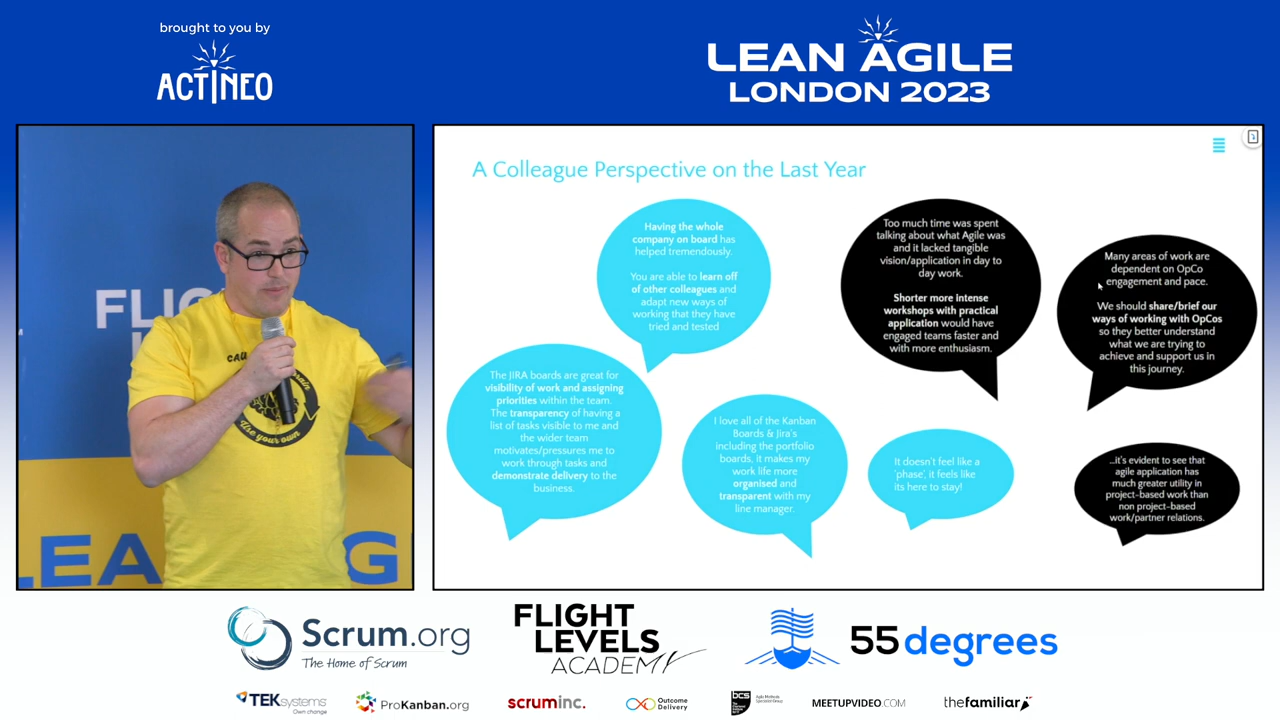 brought to you by
ACTINEO
LEAN AGILE
LONDON 2023
A Colleague Perspective on the Last Year
Having the whole
company on board has
helped tremendously.
You are able to learn off
of other colleagues and
adapt new ways of
working that they have
tried and tested
Too much time was spent
talking about what Agile was
and it lacked tangible
vision/application in day to
day work.
Shorter more intense
workshops with practical
application would have
engaged teams faster and
with more enthusiasm.
Many areas of work are
dependent on OpCo
engagement and pace.
We should share/brief our
ways of working with OpCos
so they better understand
what we are trying to
achieve and support us in
this journey.
The JIRA boards are great for
visibility of work and assigning
priorities within the team.
The transparency of having a
list of tasks visible to me and
the wider team
motivates/pressures me to
work through tasks and
demonstrate delivery to the
business.
I love all of the Kanban
Boards & Jira's
including the portfolio
boards, it makes my
work life more
organised and
transparent with my
line manager.
It doesn't feel like a
'phase', it feels like
its here to stay!
...it's evident to see that
agile application has
much greater utility in
project-based work than
non project-based
work/partner relations.
FLIG
CAU
Use your own
LEA G
Scrum.org
The Home of Scrum
FLIGHT
LEVELS
ACADEMY
55 degrees
TEKsystems
Own change
ProKanban.org
scruminc.
Outcome
Delivery
bcs
MEETUPVIDEO.COM
thefamiliar